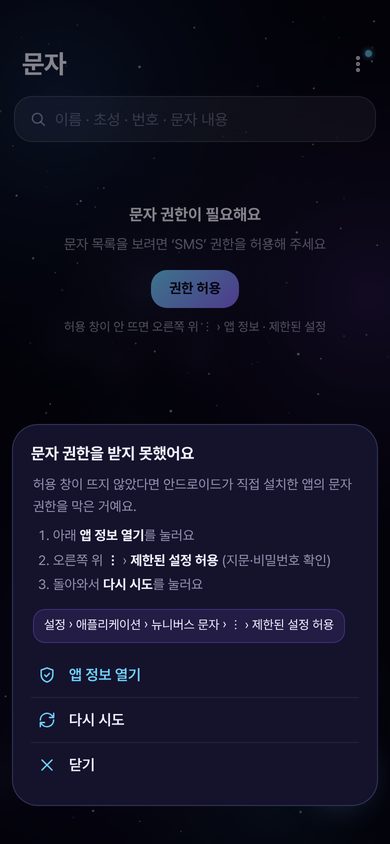 문자
이름 · 초성 · 번호 · 문자 내용
문자 권한이 필요해요
문자 목록을 보려면 ‘SMS’ 권한을 허용해 주세요
권한 허용
허용 창이 안 뜨면 오른쪽 위 ⋮ › 앱 정보 · 제한된 설정
문자 권한을 받지 못했어요
허용 창이 뜨지 않았다면 안드로이드가 직접 설치한 앱의 문자
권한을 막은 거예요.
1. 아래 앱 정보 열기를 눌러요
2. 오른쪽 위 ⋮ › 제한된 설정 허용 (지문·비밀번호 확인)
3. 돌아와서 다시 시도를 눌러요
설정 › 애플리케이션 › 뉴니버스 문자 › ⋮ › 제한된 설정 허용
앱 정보 열기
다시 시도
닫기